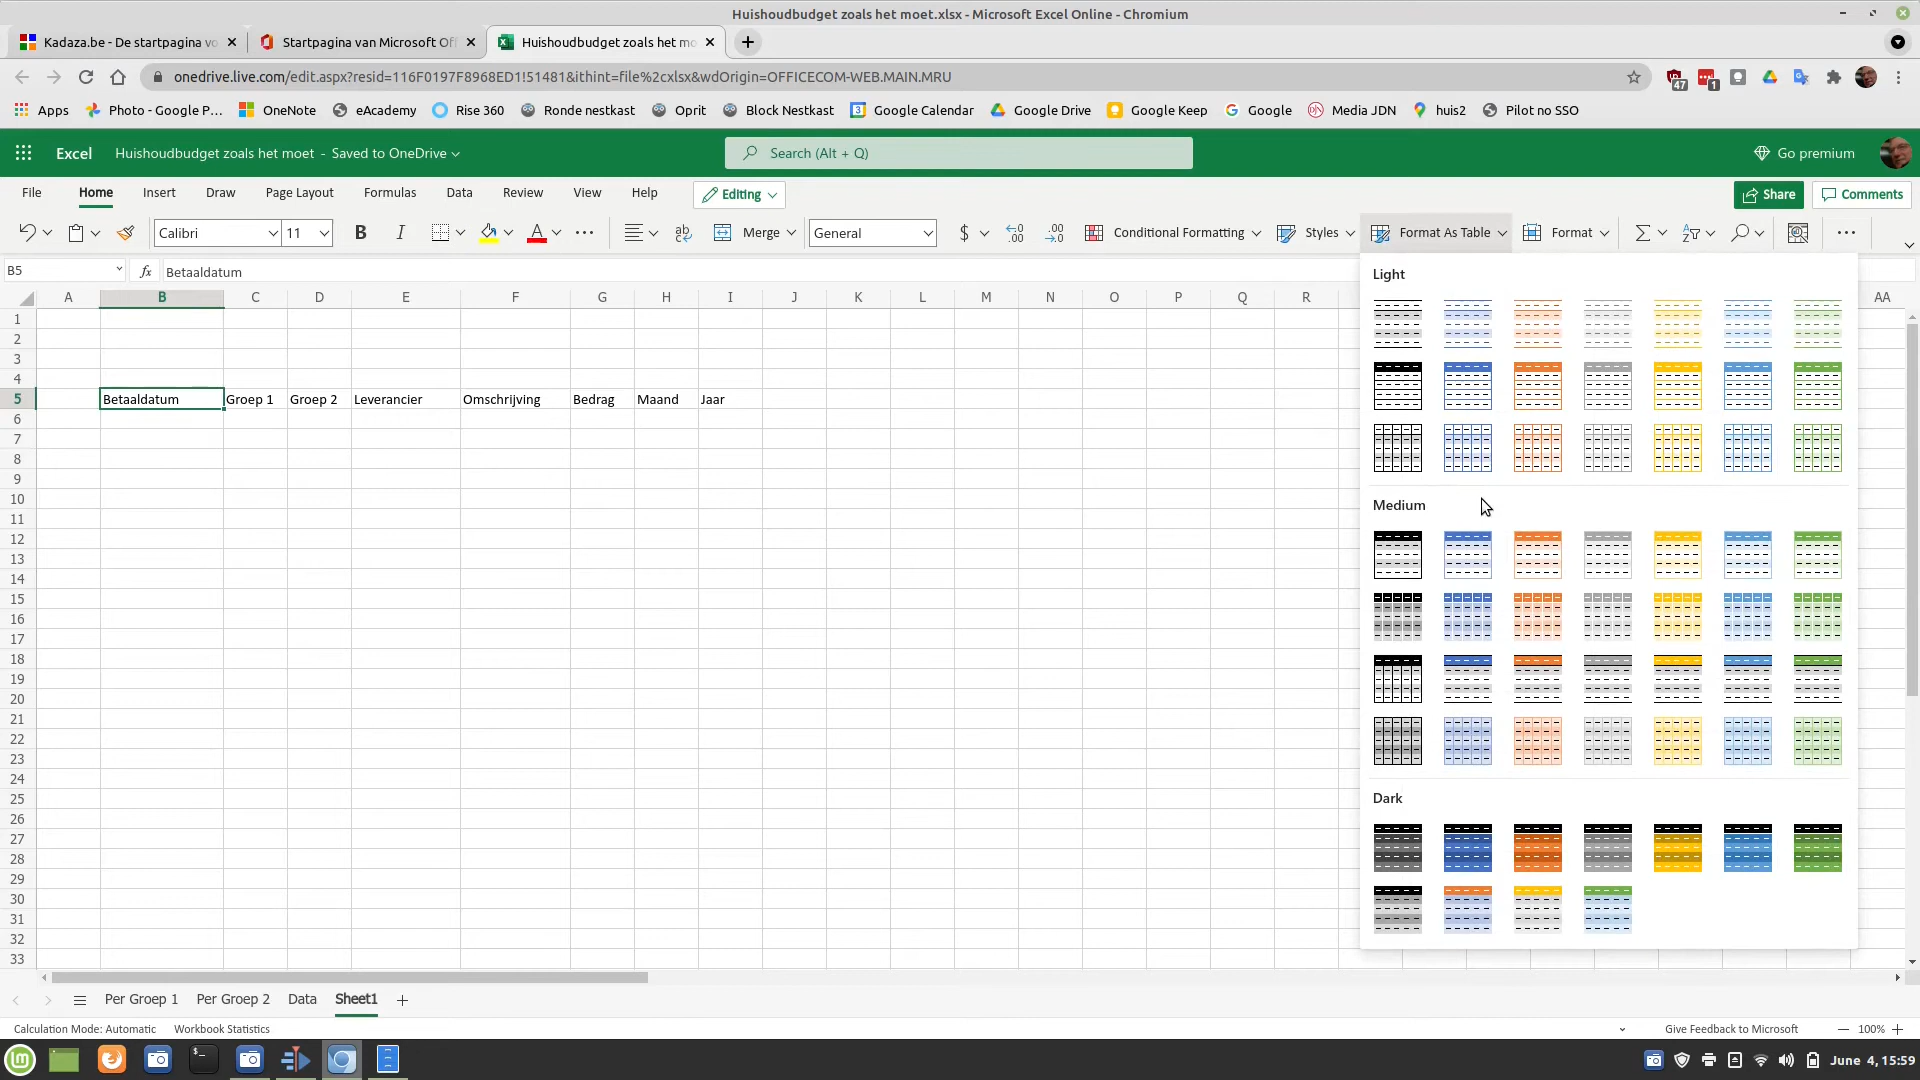 Huishoudbudget zoals het moet.xlsx - Microsoft Excel Online - Chromium
Kadaza.be - De startpagina vo
Startpagina van Microsoft Off
Huishoudbudget zoals het mo
onedrive.live.com/edit.aspx?resid=116F0197F8968ED1!51481&ithint=file%2cxlsx&wdOrigin=OFFICECOM-WEB.MAIN.MRU
47
1
Apps
Photo - Google P...
OneNote
eAcademy
Rise 360
Ronde nestkast
Oprit
Block Nestkast
Google Calendar
Google Drive
Google Keep
Google
Media JDN
huis2
Pilot no SSO
Excel
Huishoudbudget zoals het moet - Saved to OneDrive
Search (Alt + Q)
Go premium
File
Home
Insert
Draw
Page Layout
Formulas
Data
Review
View
Help
Editing
Share
Comments
Calibri
11
B
I
A
ab
Merge
General
$
.00
.00
Conditional Formatting
Styles
Format As Table
Format
B5
fx
Betaaldatum
A B C D E F G H I J K L M N O P Q R AA
1
2
3
4
5 Betaaldatum Groep 1 Groep 2 Leverancier Omschrijving Bedrag Maand Jaar
6
7
8
9
10
11
12
13
14
15
16
17
18
19
20
21
22
23
24
25
26
27
28
29
30
31
32
33
Light
Medium
Dark
Per Groep 1
Per Groep 2
Data
Sheet1
Calculation Mode: Automatic
Workbook Statistics
Give Feedback to Microsoft
100%
June 4, 15:59